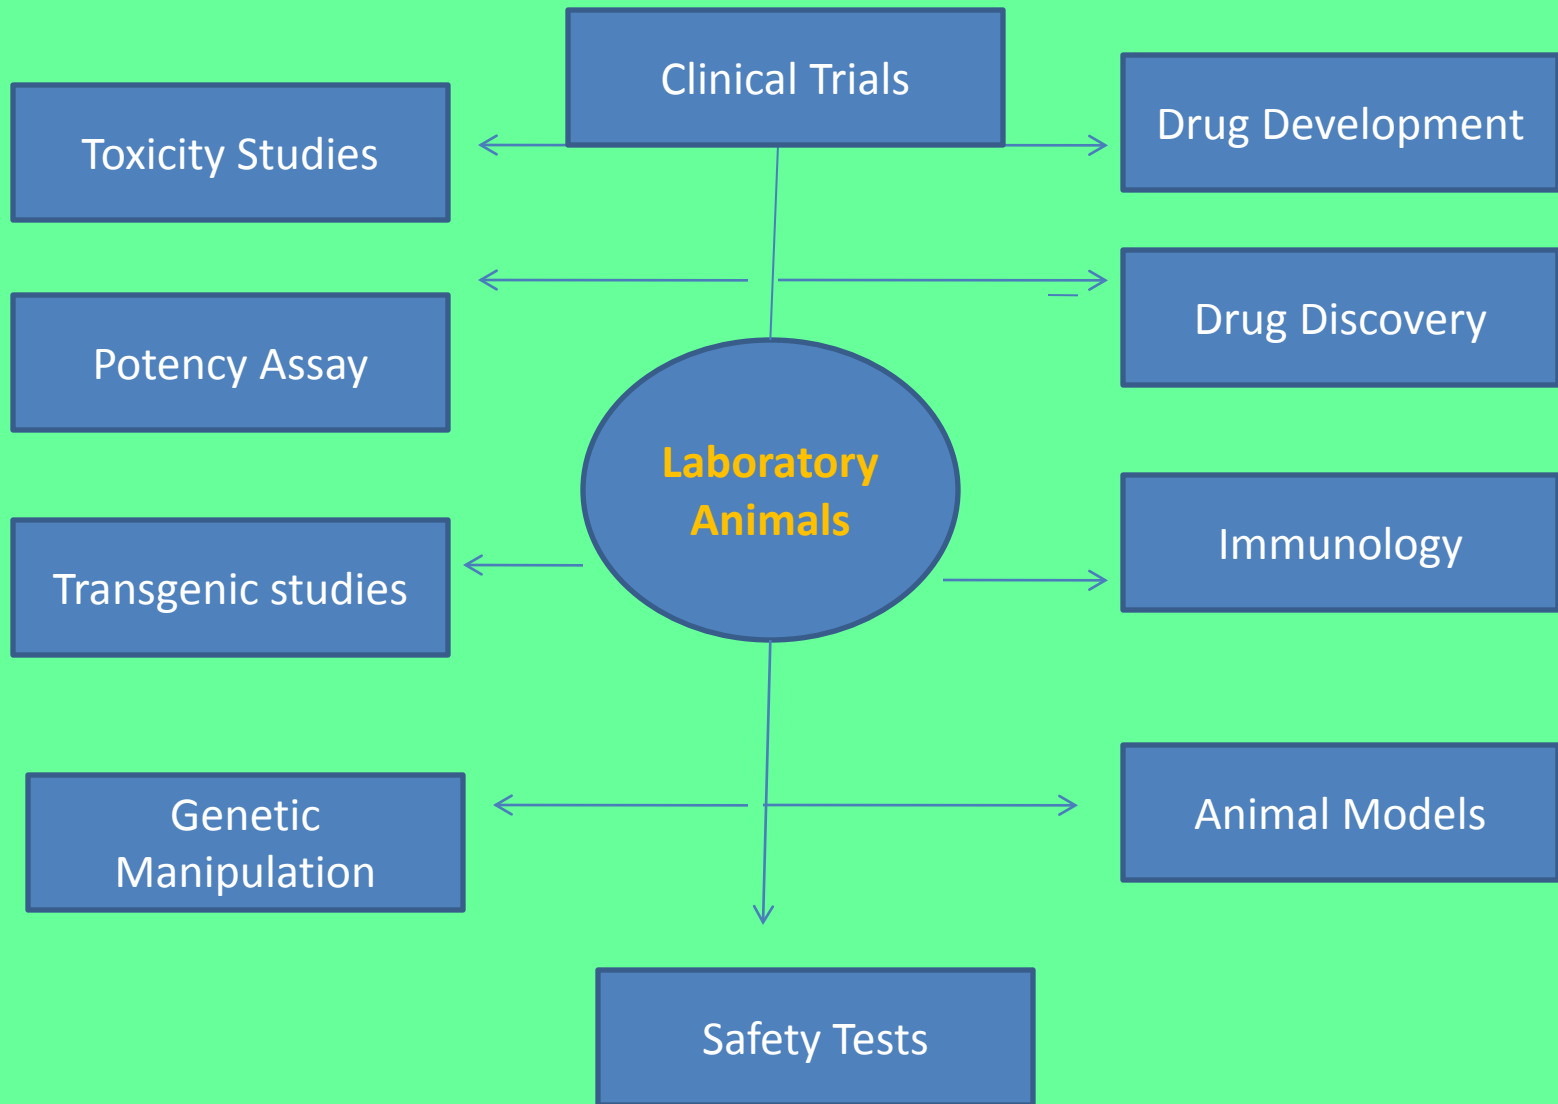 Clinical Trials
Toxicity Studies
Drug Development
Potency Assay
Drug Discovery
Laboratory
Animals
Transgenic studies
Immunology
Genetic
Manipulation
Animal Models
Safety Tests